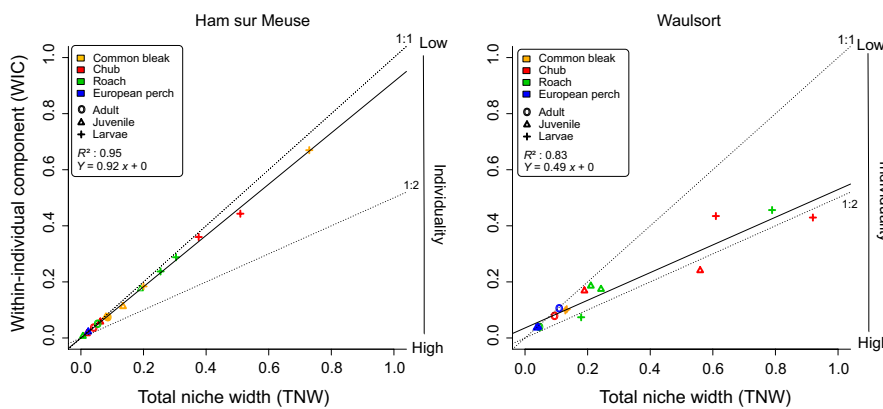 Ham sur Meuse
Within-individual component (WIC)
1.0
0.8
0.6
0.4
0.2
0.0
Common bleak
Chub
Roach
European perch
Adult
Juvenile
Larvae
R² : 0.95
Y = 0.92 x + 0
1:1
1:2
Low
Individuality
High
0.0 0.2 0.4 0.6 0.8 1.0
Total niche width (TNW)
Waulsort
1.0
0.8
0.6
0.4
0.2
0.0
Common bleak
Chub
Roach
European perch
Adult
Juvenile
Larvae
R² : 0.83
Y = 0.49 x + 0
1:1
1:2
Low
High
0.0 0.2 0.4 0.6 0.8 1.0
Total niche width (TNW)